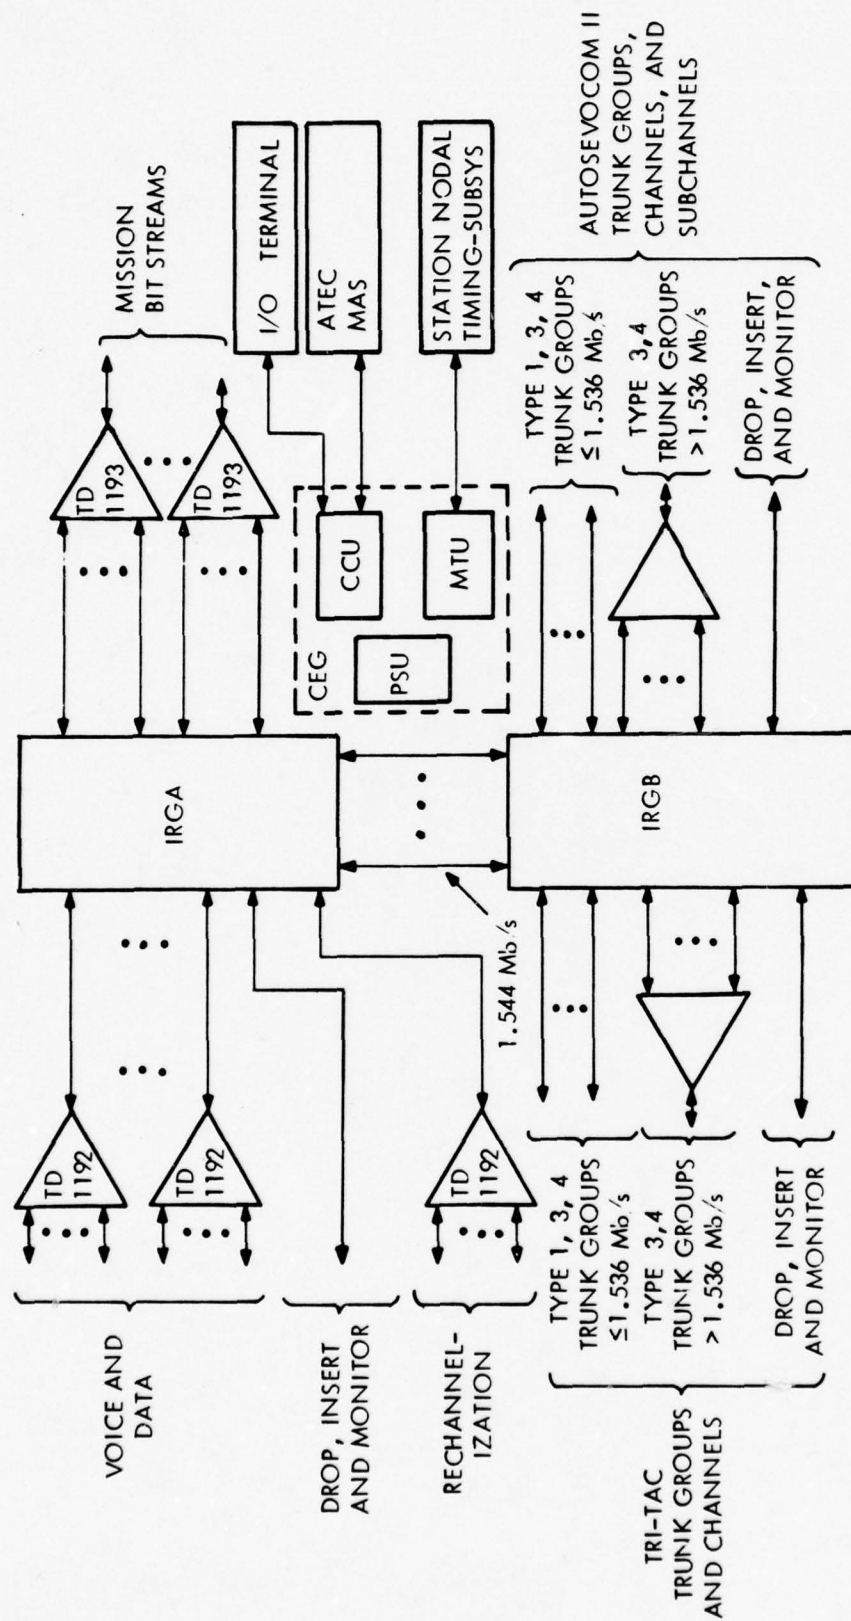 VOICE AND
DATA
TD
1192
TD
1192
DROP, INSERT
AND MONITOR
RECHANNEL-
IZATION
TD
1192
IRGA
TD
1193
TD
1193
MISSION
BIT STREAMS
I/O TERMINAL
ATEC
MAS
STATION NODAL
TIMING-SUBSYS
CEG
CCU
PSU
MTU
1.544 Mb/s
IRGB
TRI-TAC
TRUNK GROUPS
AND CHANNELS
TYPE 1, 3, 4
TRUNK GROUPS
≤1.536 Mb/s
TYPE 3,4
TRUNK GROUPS
>1.536 Mb/s
DROP, INSERT
AND MONITOR
TYPE 1, 3, 4
TRUNK GROUPS
≤ 1.536 Mb/s
TYPE 3,4
TRUNK GROUPS
>1.536 Mb/s
DROP, INSERT,
AND MONITOR
AUTOSEVOCOM II
TRUNK GROUPS,
CHANNELS, AND
SUBCHANNELS